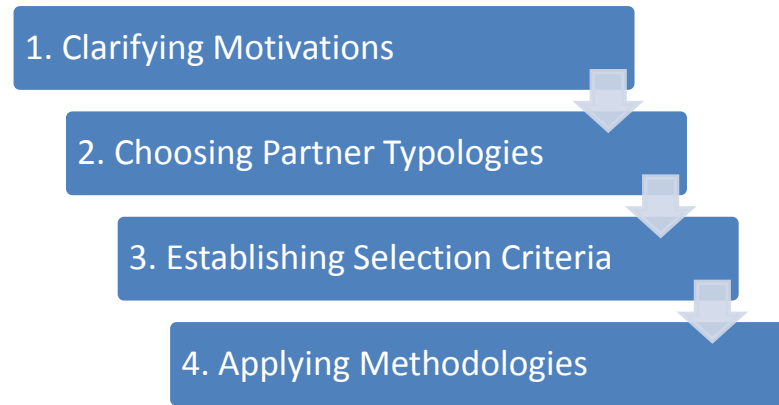 1. Clarifying Motivations
2. Choosing Partner Typologies
3. Establishing Selection Criteria
4. Applying Methodologies